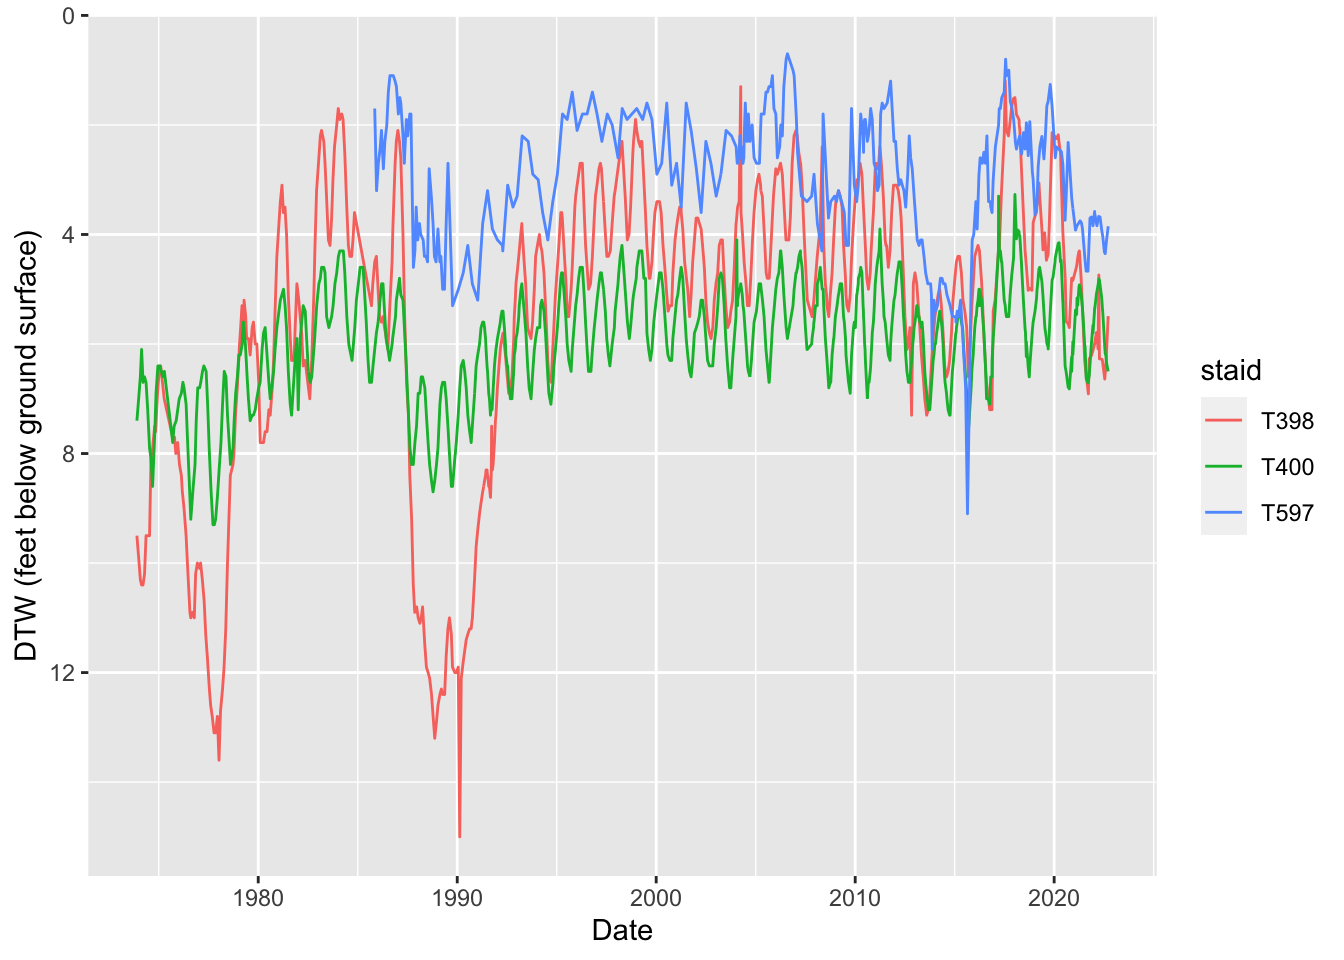 0
4
8
12
DTW (feet below ground surface)
1980 1990 2000 2010 2020
Date
staid
T398
T400
T597